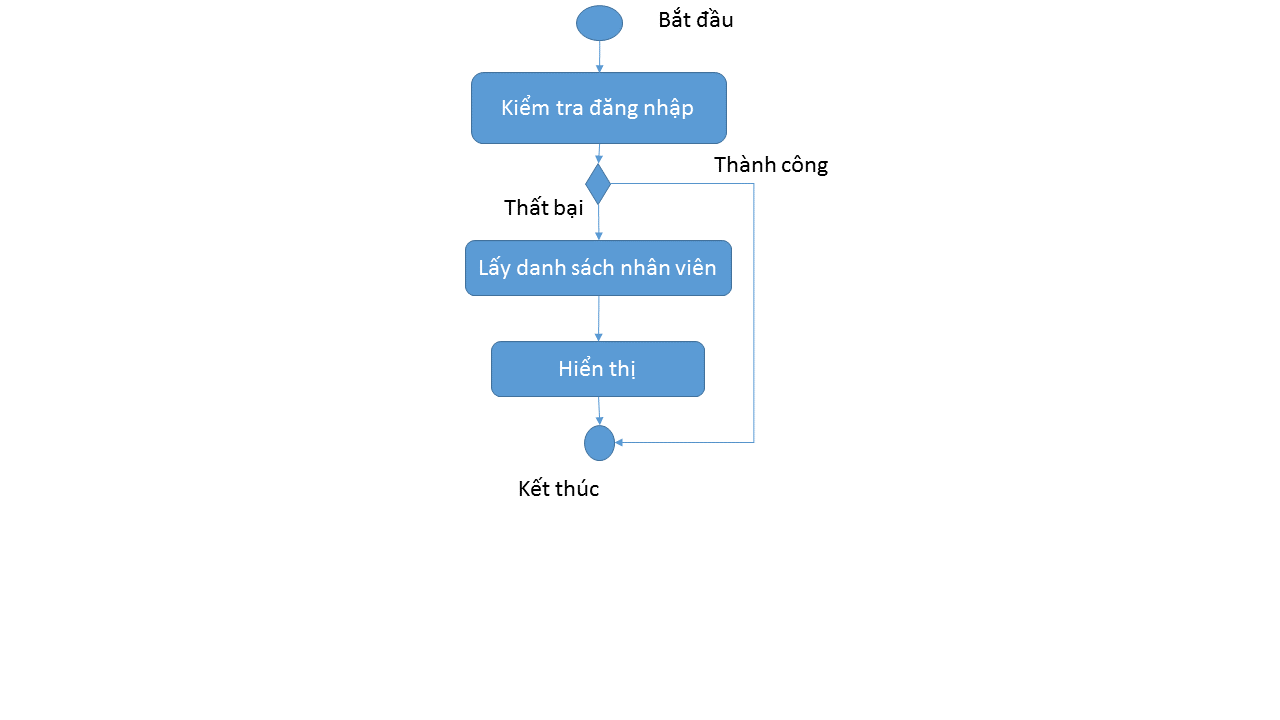 Bắt đầu
Kiểm tra đăng nhập
Thành công
Thất bại
Lấy danh sách nhân viên
Hiển thị
Kết thúc